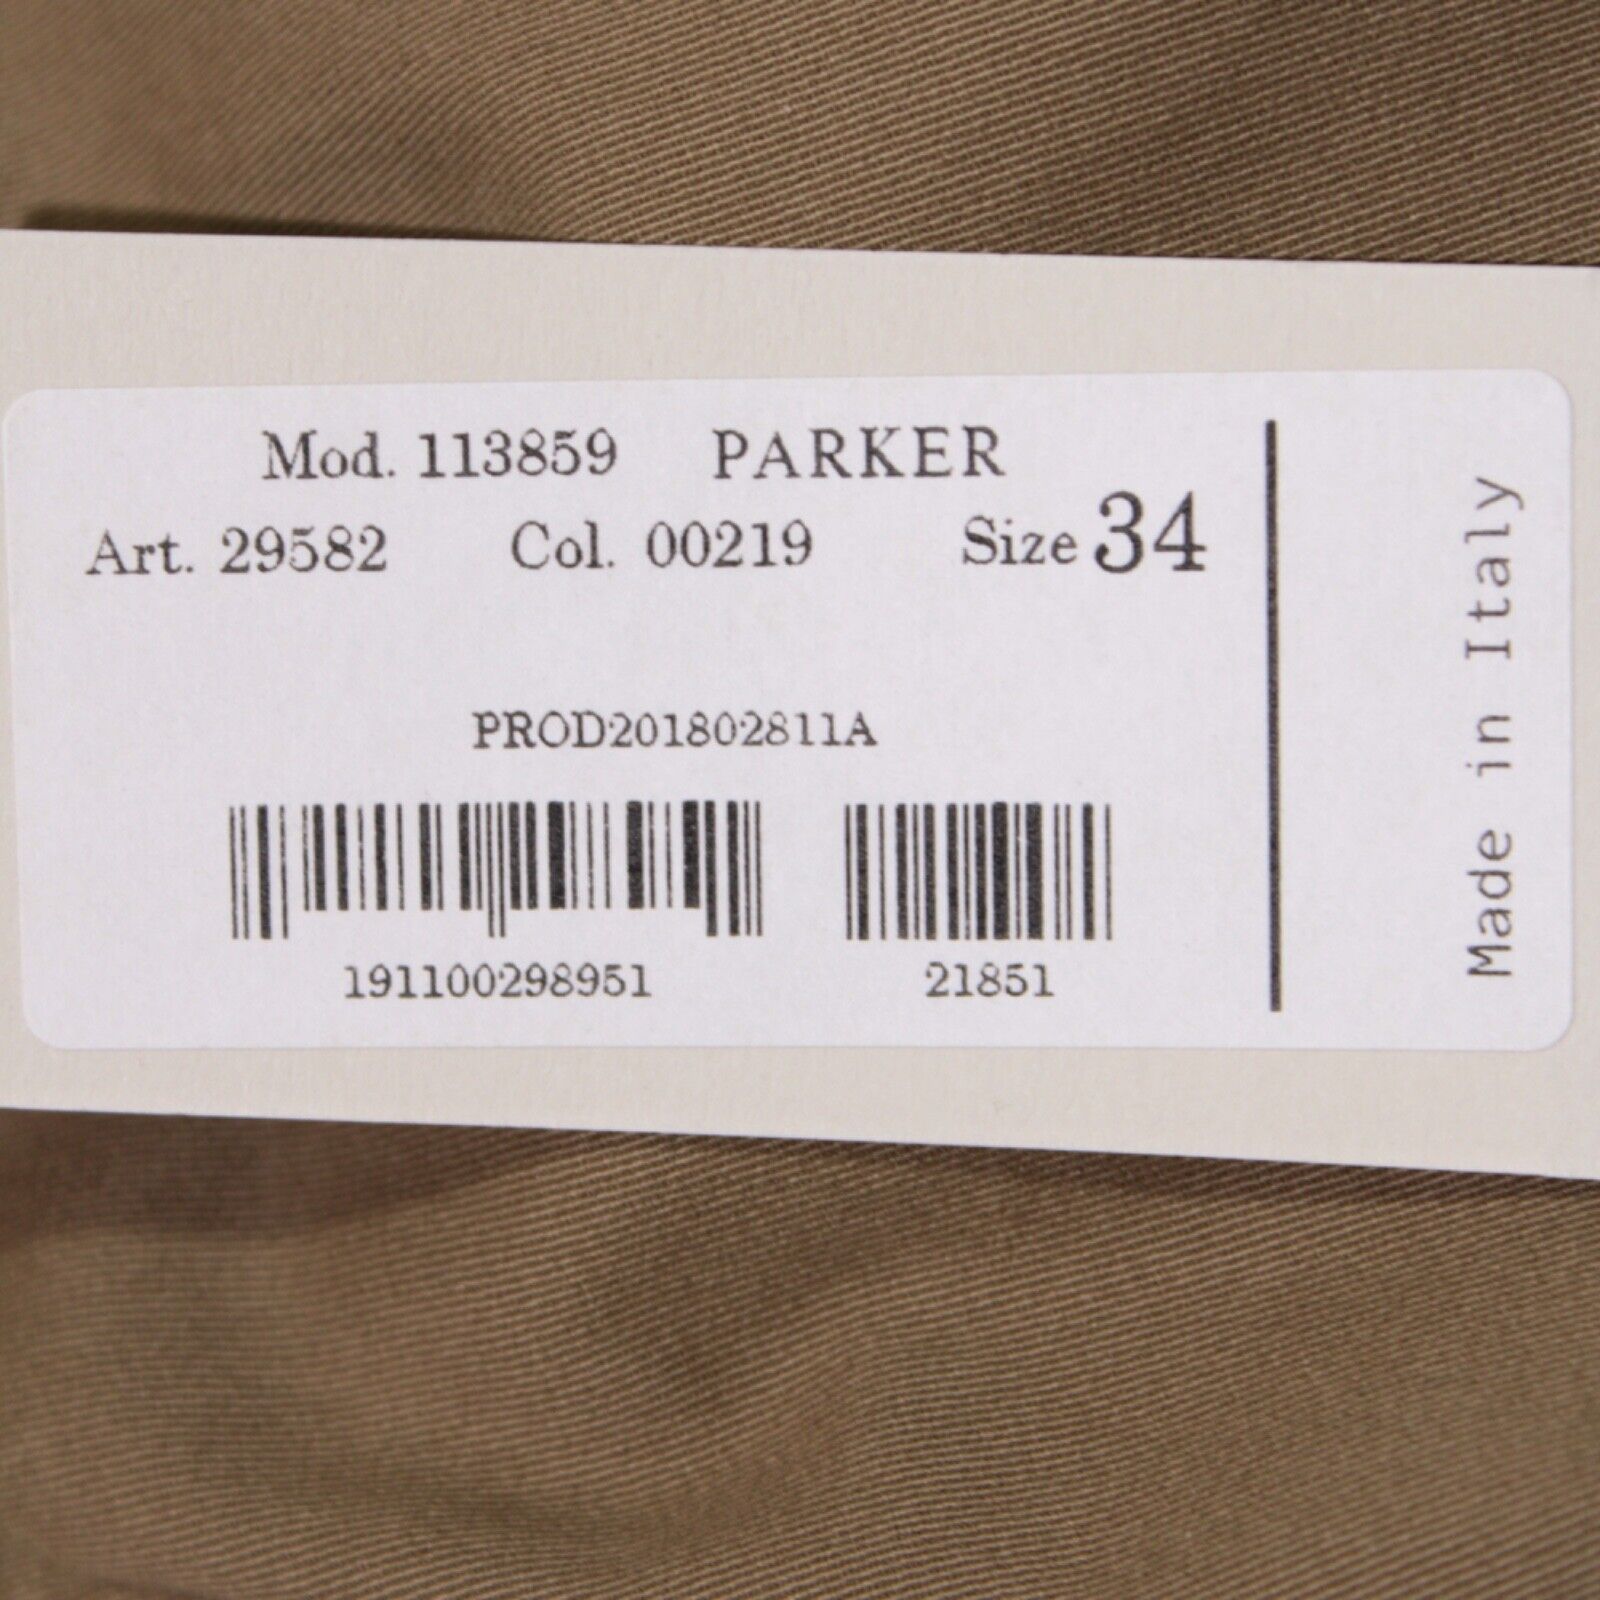 Mod. 113859 PARKER
Art. 29582 Col. 00219 Size 34
PROD201802811A
191100298951 21851
Made in Italy